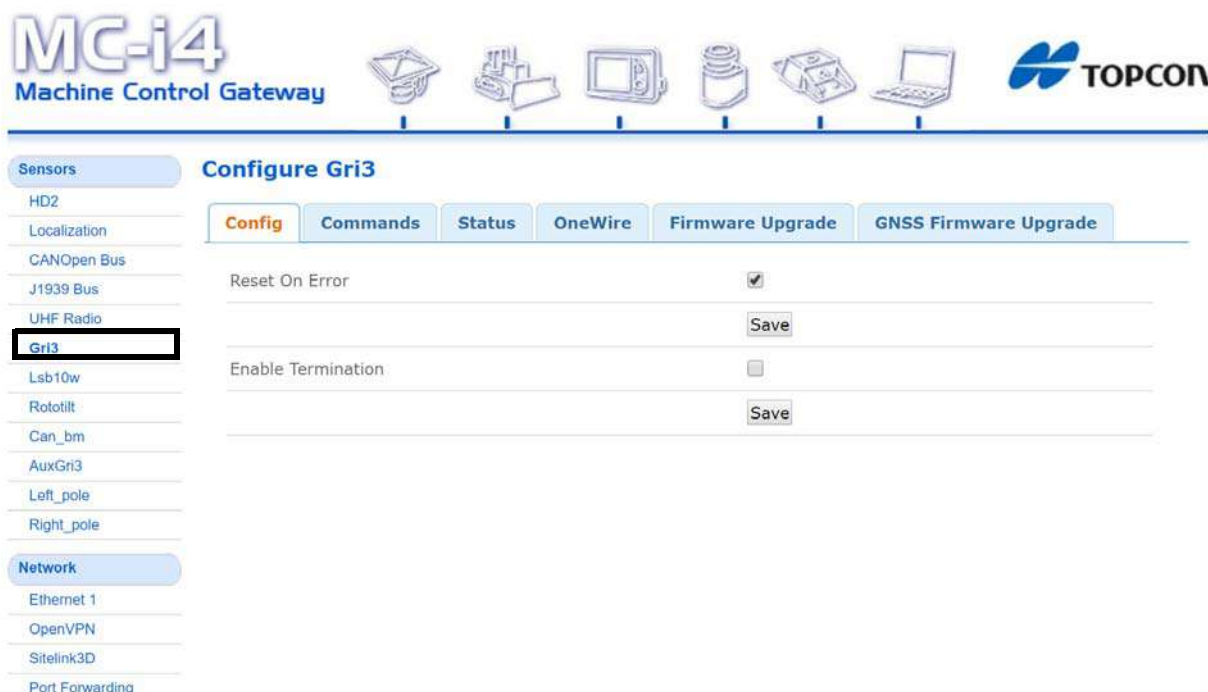 MC-i4
Machine Control Gateway
TOPCON
Sensors
HD2
Localization
CANOpen Bus
J1939 Bus
UHF Radio
Gri3
Lsb10w
Rototilt
Can_bm
AuxGri3
Left_pole
Right_pole
Network
Ethernet 1
OpenVPN
Sitelink3D
Port Forwarding
Configure Gri3
Config Commands Status OneWire Firmware Upgrade GNSS Firmware Upgrade
Reset On Error
Save
Enable Termination
Save